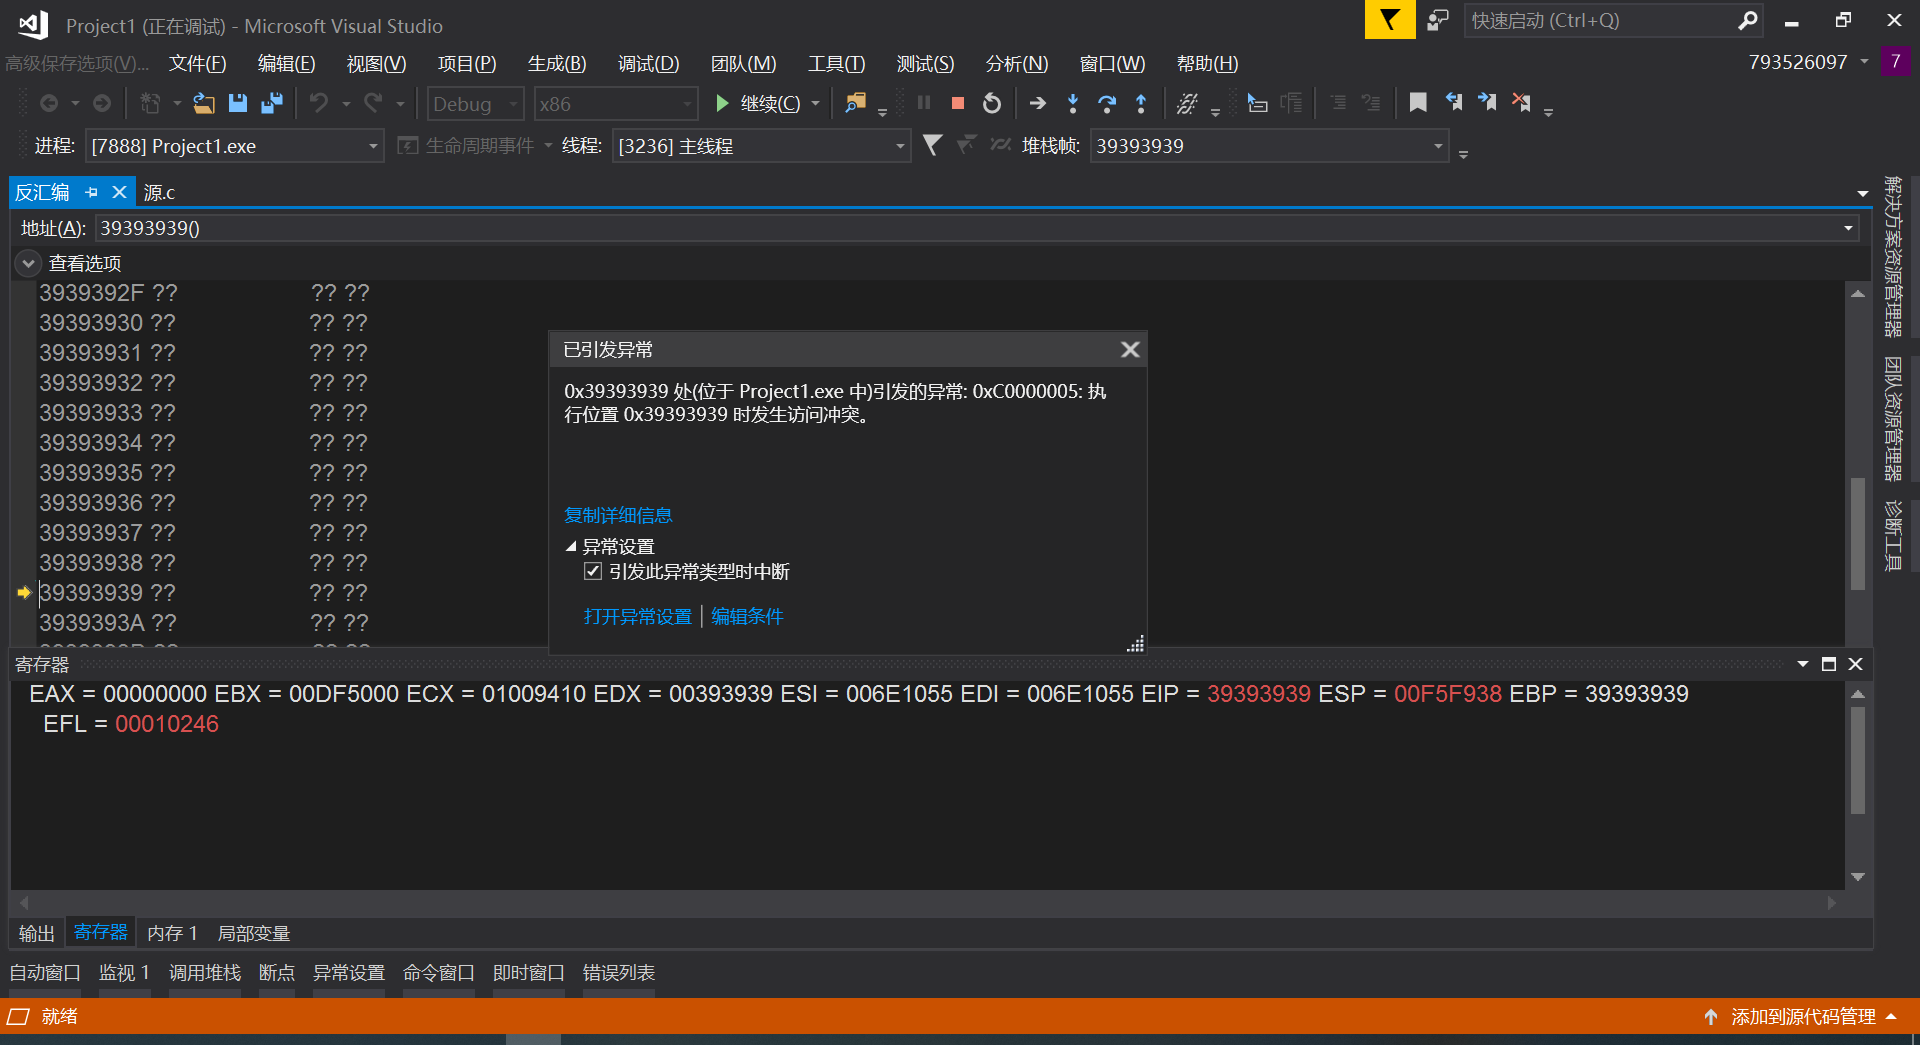 Project1 (正在调试) - Microsoft Visual Studio
快速启动 (Ctrl+Q)
高级保存选项(V)... 文件(F) 编辑(E) 视图(V) 项目(P) 生成(B) 调试(D) 团队(M) 工具(T) 测试(S) 分析(N) 窗口(W) 帮助(H) 793526097 7
Debug x86 继续(C)
进程: [7888] Project1.exe 生命周期事件 线程: [3236] 主线程 堆栈帧: 39393939
反汇编 源.c
地址(A): 39393939()
查看选项
3939392F ?? ?? ??
39393930 ?? ?? ??
39393931 ?? ?? ??
39393932 ?? ?? ??
39393933 ?? ?? ??
39393934 ?? ?? ??
39393935 ?? ?? ??
39393936 ?? ?? ??
39393937 ?? ?? ??
39393938 ?? ?? ??
39393939 ?? ?? ??
3939393A ?? ?? ??
已引发异常
0x39393939 处(位于 Project1.exe 中)引发的异常: 0xC0000005: 执
行位置 0x39393939 时发生访问冲突。
复制详细信息
异常设置
引发此异常类型时中断
打开异常设置 | 编辑条件
解决方案资源管理器
团队资源管理器
诊断工具
寄存器
EAX = 00000000 EBX = 00DF5000 ECX = 01009410 EDX = 00393939 ESI = 006E1055 EDI = 006E1055 EIP = 39393939 ESP = 00F5F938 EBP = 39393939
EFL = 00010246
输出 寄存器 内存 1 局部变量
自动窗口 监视 1 调用堆栈 断点 异常设置 命令窗口 即时窗口 错误列表
就绪 添加到源代码管理